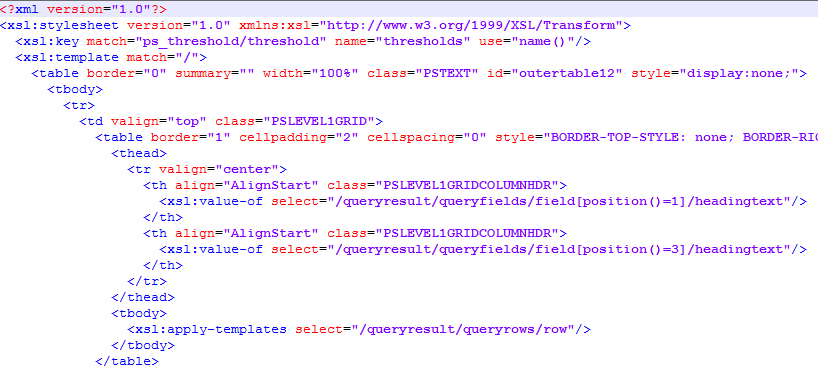 <?xml version="1.0"?>
<xsl:stylesheet version="1.0" xmlns:xsl="http://www.w3.org/1999/XSL/Transform">
<xsl:key match="ps_threshold/threshold" name="thresholds" use="name()"/>
<xsl:template match="/">
<table border="0" summary="" width="100%" class="PSTEXT" id="outertable12" style="display:none;">
<tbody>
<tr>
<td valign="top" class="PSLEVEL1GRID">
<table border="1" cellpadding="2" cellspacing="0" style="BORDER-TOP-STYLE: none; BORDER-RIG
<thead>
<tr valign="center">
<th align="AlignStart" class="PSLEVEL1GRIDCOLUMNHDR">
<xsl:value-of select="/queryresult/queryfields/field[position()=1]/headingtext"/>
</th>
<th align="AlignStart" class="PSLEVEL1GRIDCOLUMNHDR">
<xsl:value-of select="/queryresult/queryfields/field[position()=3]/headingtext"/>
</th>
</tr>
</thead>
<tbody>
<xsl:apply-templates select="/queryresult/queryrows/row"/>
</tbody>
</table>